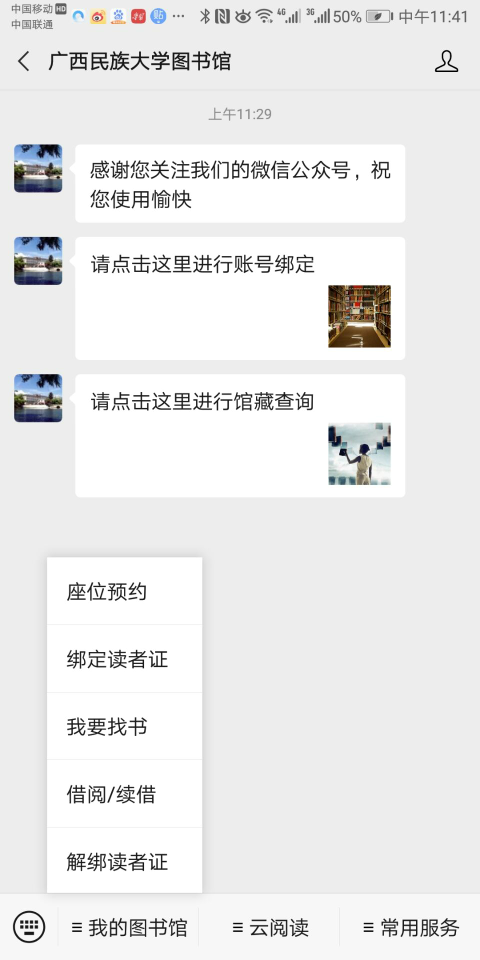 中国移动 HD
中国联通
4G
3G
50%
中午11:41
广西民族大学图书馆
上午11:29
感谢您关注我们的微信公众号，祝
您使用愉快
请点击这里进行账号绑定
请点击这里进行馆藏查询
座位预约
绑定读者证
我要找书
借阅/续借
解绑读者证
我的图书馆
云阅读
常用服务